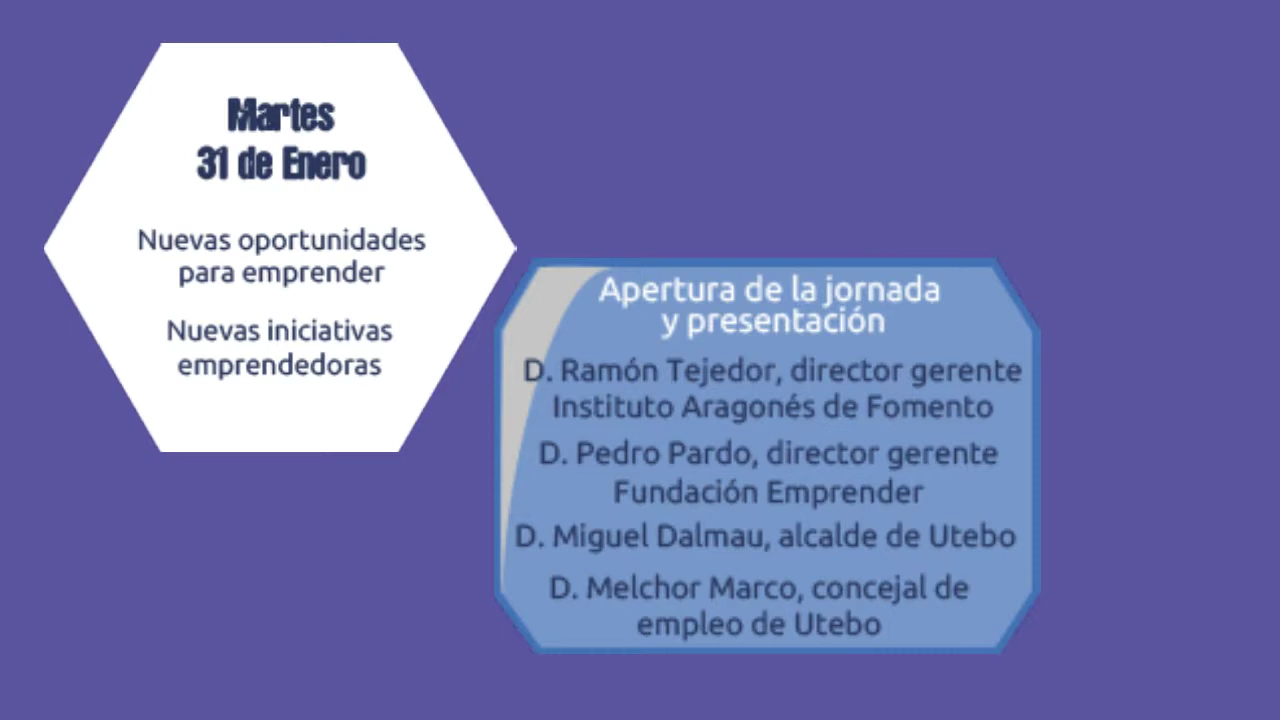 Martes
31 de Enero
Nuevas oportunidades
para emprender
Nuevas iniciativas
emprendedoras
Apertura de la jornada
y presentación
D. Ramón Tejedor, director gerente
Instituto Aragonés de Fomento
D. Pedro Pardo, director gerente
Fundación Emprender
D. Miguel Dalmau, alcalde de Utebo
D. Melchor Marco, concejal de
empleo de Utebo